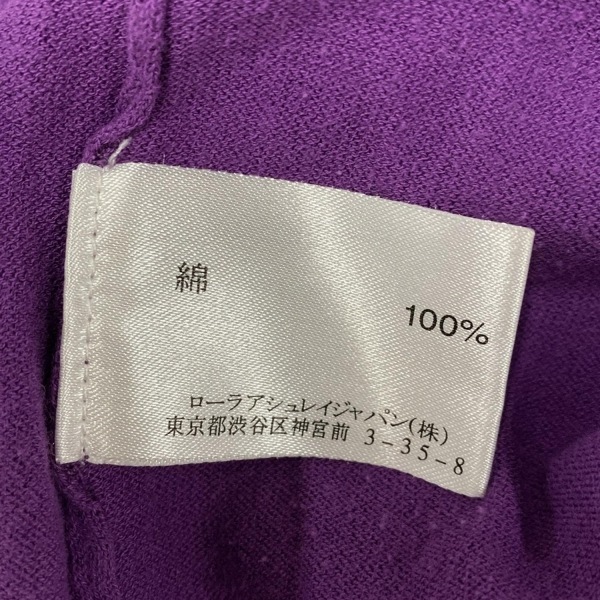 綿 100%
ローラアシュレイジャパン(株)
東京都渋谷区神宮前 3-35-8